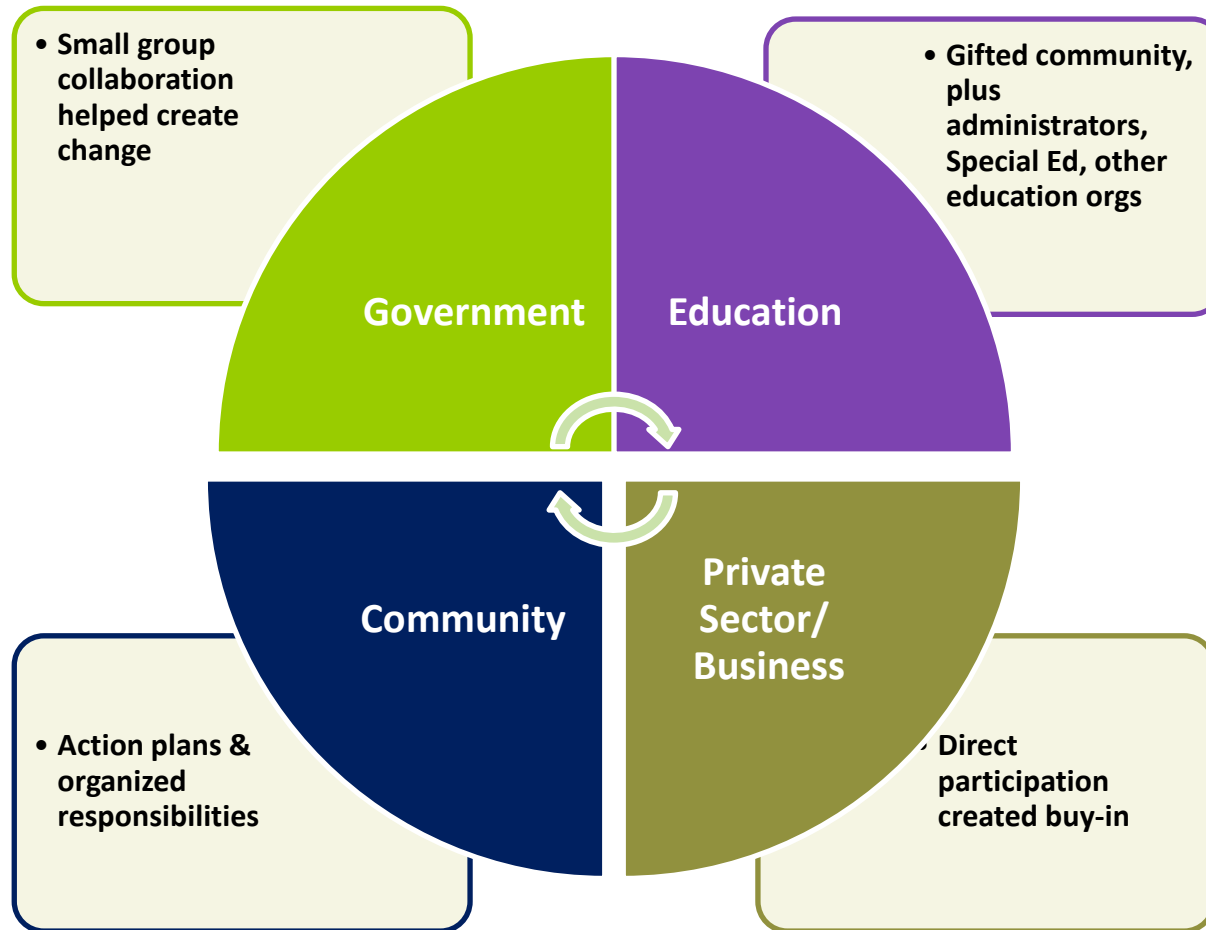 • Small group
collaboration
helped create
change
• Gifted community,
plus
administrators,
Special Ed, other
education orgs
Government
Education
Community
Private
Sector/
Business
• Action plans &
organized
responsibilities
• Direct
participation
created buy-in